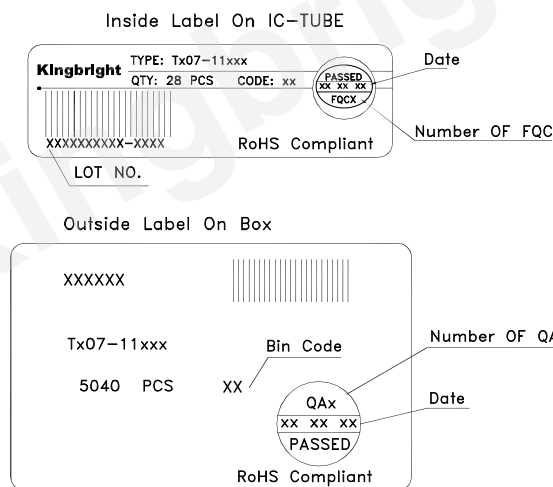 Inside Label On IC-TUBE
Kingbright
TYPE: Tx07-11xxx
QTY: 28 PCS CODE: xx
PASSED
XX XX XX
FQCX
Date
Number OF FQC
XXXXXXXXXX-XXXX
RoHS Compliant
LOT NO.
Outside Label On Box
XXXXXX
Tx07-11xxx
Bin Code
Number OF QA
5040 PCS
XX
QAx
XX XX XX
PASSED
Date
RoHS Compliant